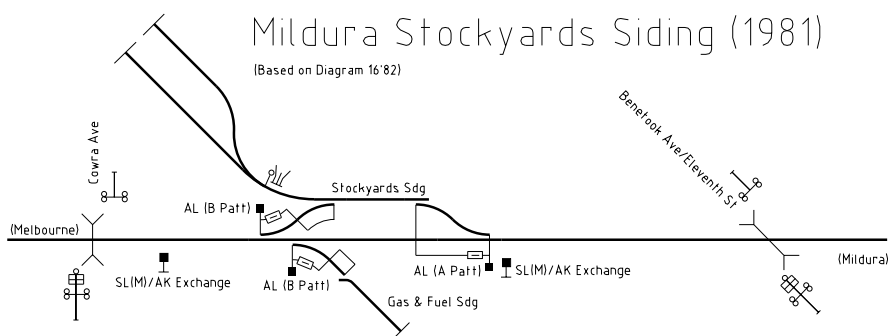 Mildura Stockyards Siding (1981)
(Based on Diagram 16'82)
Cowra Ave
Benetook Ave/Eleventh St
Stockyards Sdg
AL (B Patt)
(Melbourne)
(Mildura)
SL(M)/AK Exchange
AL (B Patt)
AL (A Patt)
SL(M)/AK Exchange
Gas & Fuel Sdg